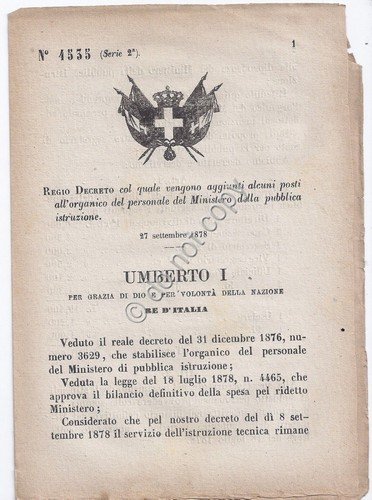 1
N° 4535 (Serie 2ª).
REGIO DECRETO col quale vengono aggiunti alcuni posti
all'organico del personale del Ministero della pubblica
istruzione.
27 settembre 1878
UMBERTO I
PER GRAZIA DI DIO E PER VOLONTÀ DELLA NAZIONE
RE D'ITALIA
Veduto il reale decreto del 31 dicembre 1876, nu-
mero 3629, che stabilisce l'organico del personale
del Ministero di pubblica istruzione;
Veduta la legge del 18 luglio 1878, n. 4465, che
approva il bilancio definitivo della spesa pel ridetto
Ministero;
Considerato che pel nostro decreto del dì 8 set-
tembre 1878 il servizio dell'istruzione tecnica rimane
do not copy